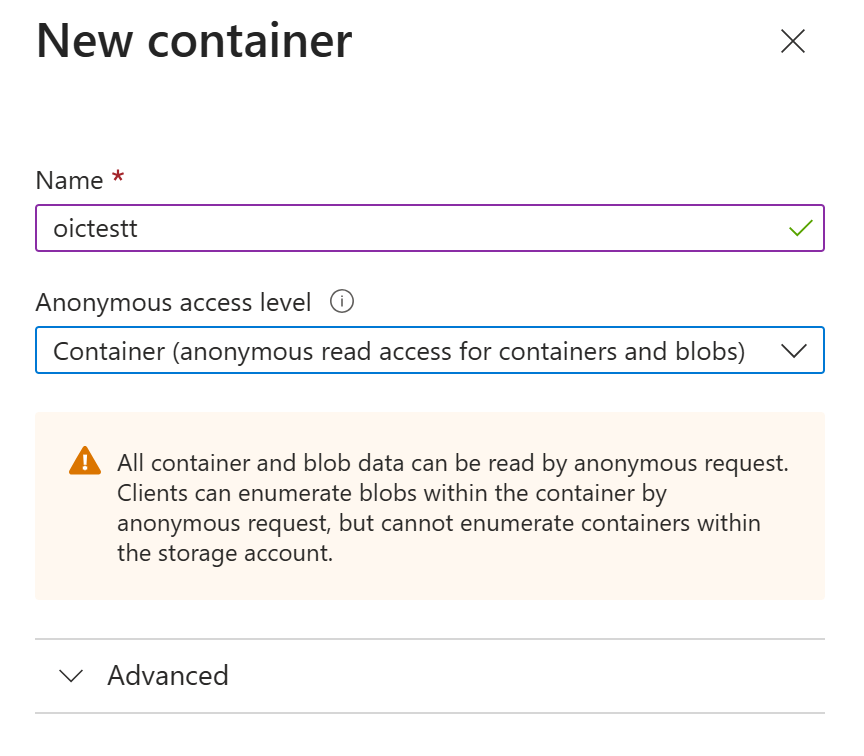 New container
Name *
oictestt
Anonymous access level
Container (anonymous read access for containers and blobs)
All container and blob data can be read by anonymous request.
Clients can enumerate blobs within the container by
anonymous request, but cannot enumerate containers within
the storage account.
Advanced